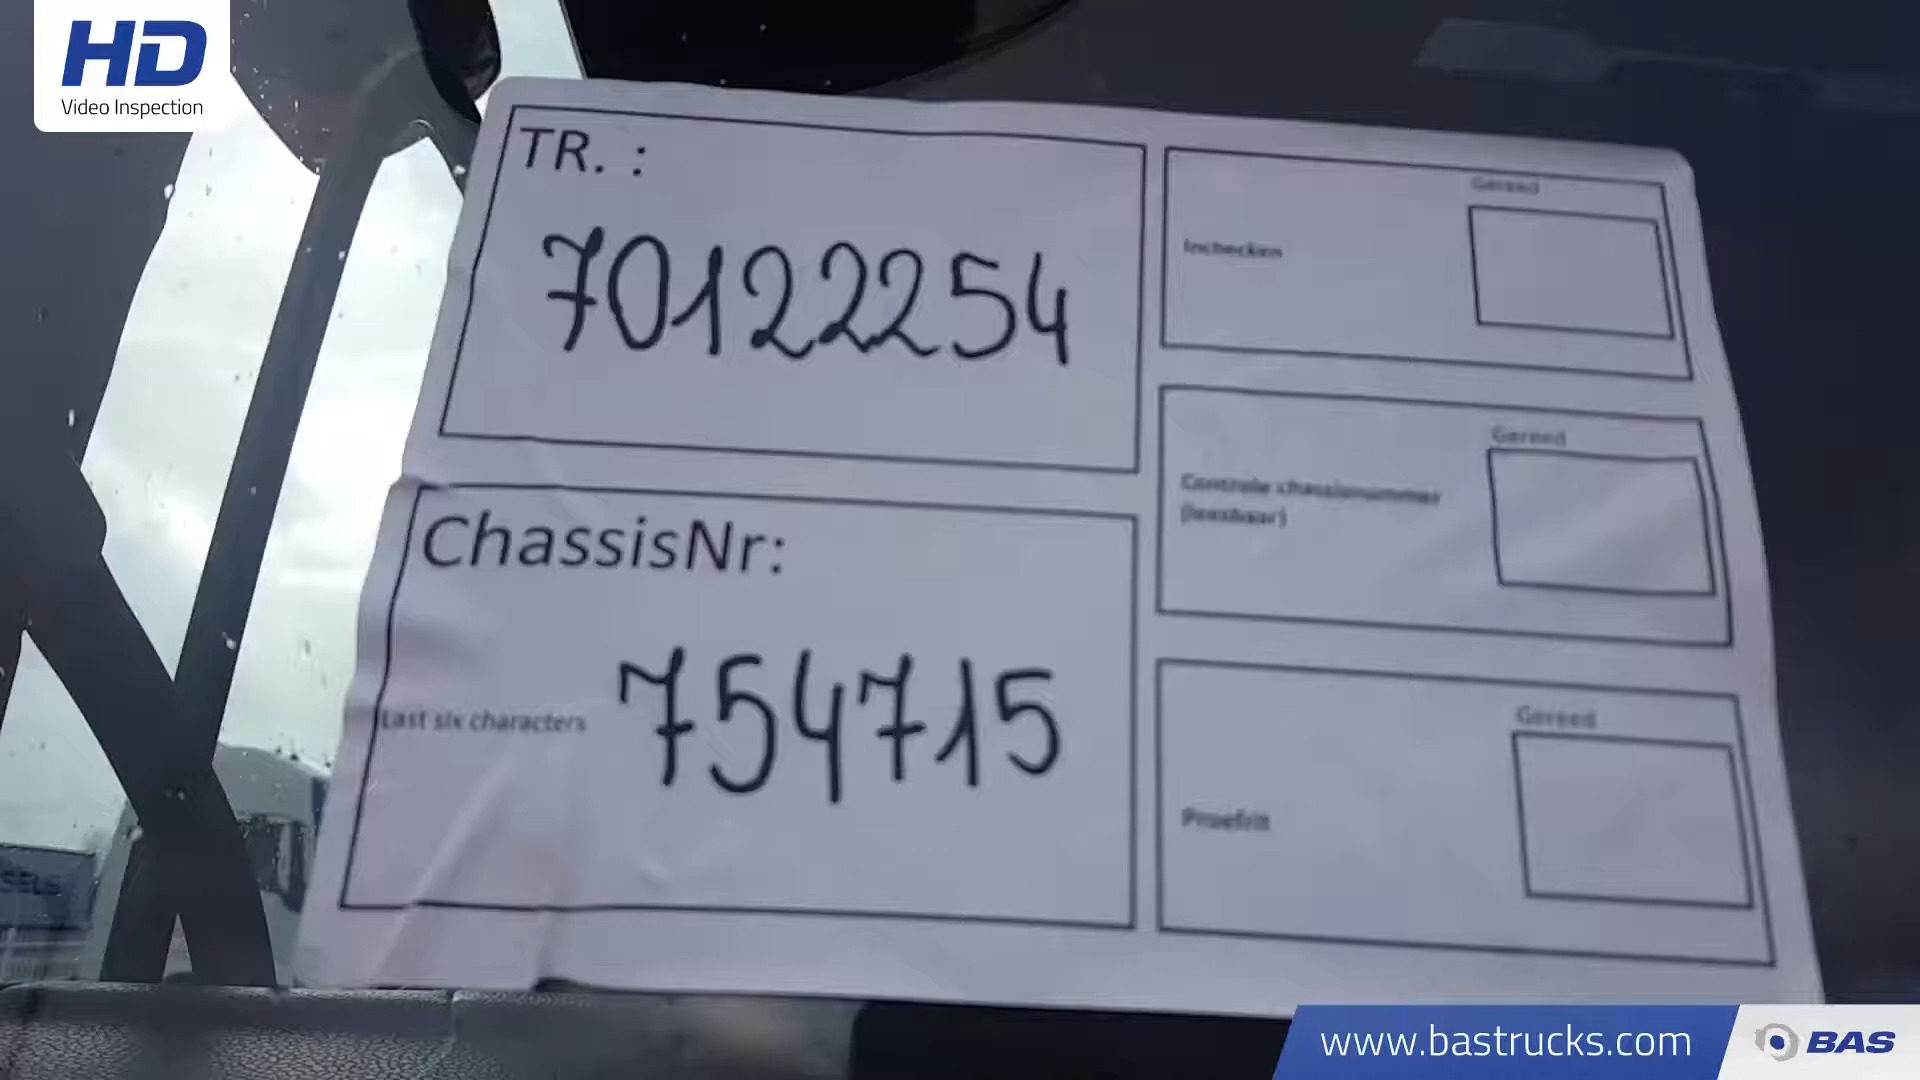 HD
Video Inspection
TR. :
70122254
ChassisNr:
Last six characters
754715
Gereed
Inchecken
Gereed
Controle chassisnummer
(leesbaar)
Gereed
Proefrit
SELS
www.bastrucks.com
BAS